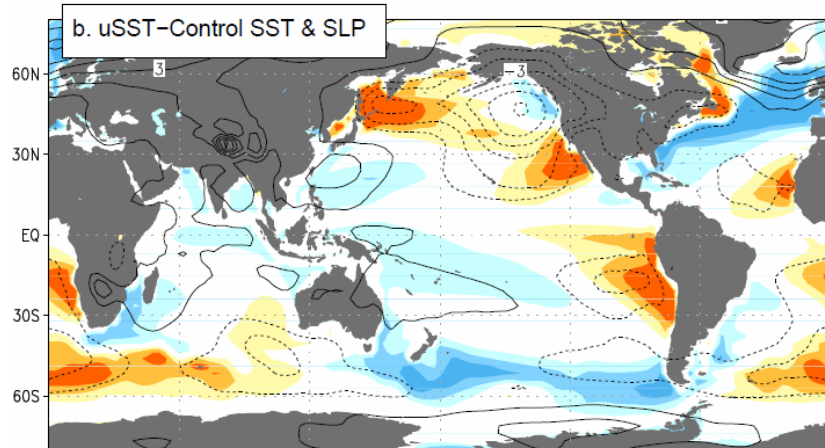 b. uSST−Control SST & SLP
60N
3
−3
30N
EQ
30S
60S